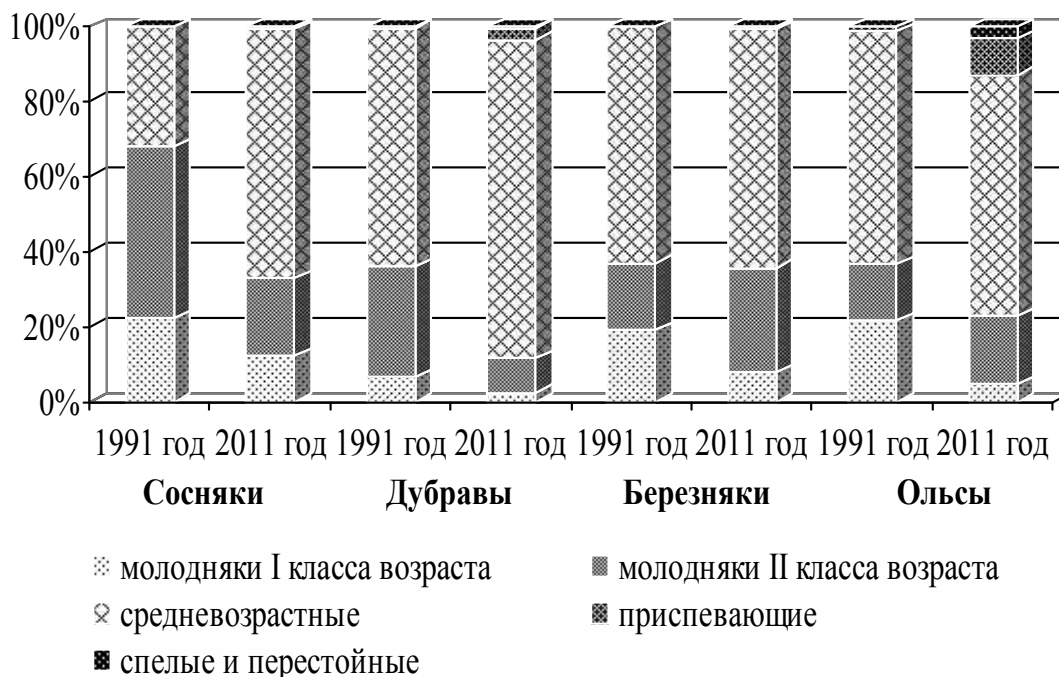 100%
80%
60%
40%
20%
0%
1991 год 2011 год 1991 год 2011 год 1991 год 2011 год 1991 год 2011 год
Сосняки Дубравы Березняки Ольсы
молодняки I класса возраста молодняки II класса возраста
средневозрастные приспевающие
спелые и перестойные